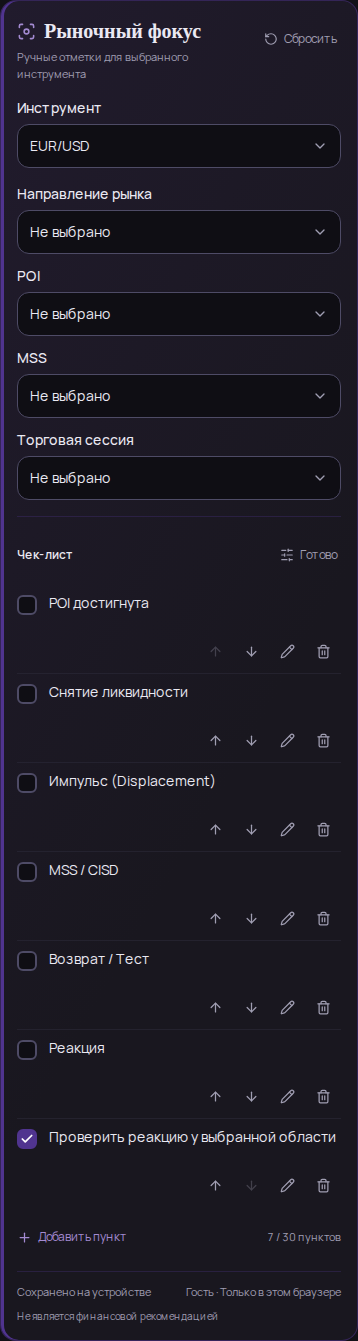 Рыночный фокус
Сбросить
Ручные отметки для выбранного
инструмента
Инструмент
EUR/USD
Направление рынка
Не выбрано
POI
Не выбрано
MSS
Не выбрано
Торговая сессия
Не выбрано
Чек-лист
Готово
POI достигнута
Снятие ликвидности
Импульс (Displacement)
MSS / CISD
Возврат / Тест
Реакция
Проверить реакцию у выбранной области
Добавить пункт
7 / 30 пунктов
Сохранено на устройстве
Гость · Только в этом браузере
Не является финансовой рекомендацией